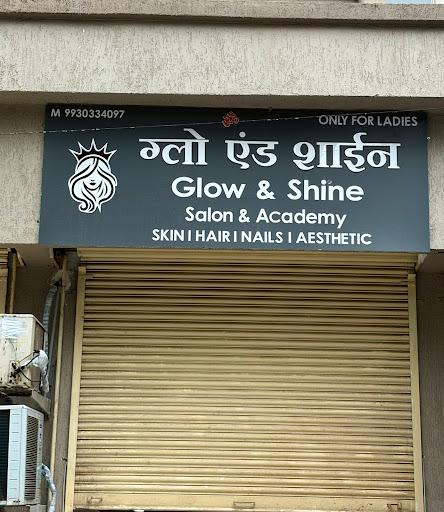 M 9930334097
ॐ
ONLY FOR LADIES
ग्लो एंड शाईन
Glow & Shine
Salon & Academy
SKIN I HAIR I NAILS I AESTHETIC